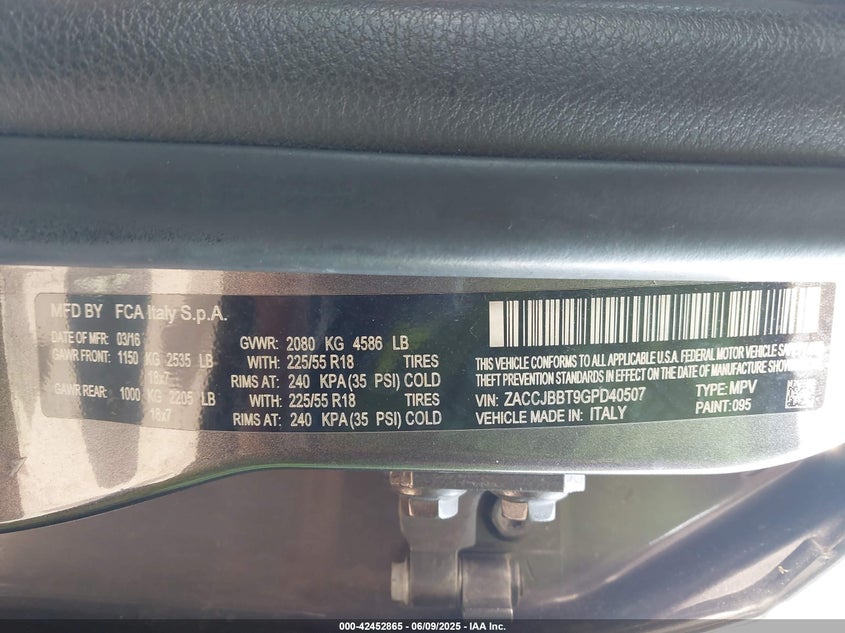 MFD BY FCA Italy S.p.A.
DATE OF MFR: 03/16 GVWR: 2080 KG 4586 LB
GAWR FRONT: 1150 KG 2535 LB WITH: 225/55 R18 TIRES
18x7 RIMS AT: 240 KPA (35 PSI) COLD
GAWR REAR: 1000 KG 2205 LB WITH: 225/55 R18 TIRES
18x7 RIMS AT: 240 KPA (35 PSI) COLD
THIS VEHICLE CONFORMS TO ALL APPLICABLE U.S.A. FEDERAL MOTOR VEHICLE SAFETY
THEFT PREVENTION STANDARDS IN EFFECT ON THE DATE OF MANUFACTURE SHOWN
VIN: ZACCJBBT9GPD40507 TYPE: MPV
VEHICLE MADE IN: ITALY PAINT: 095
000-42452865 - 06/09/2025 - IAA Inc.